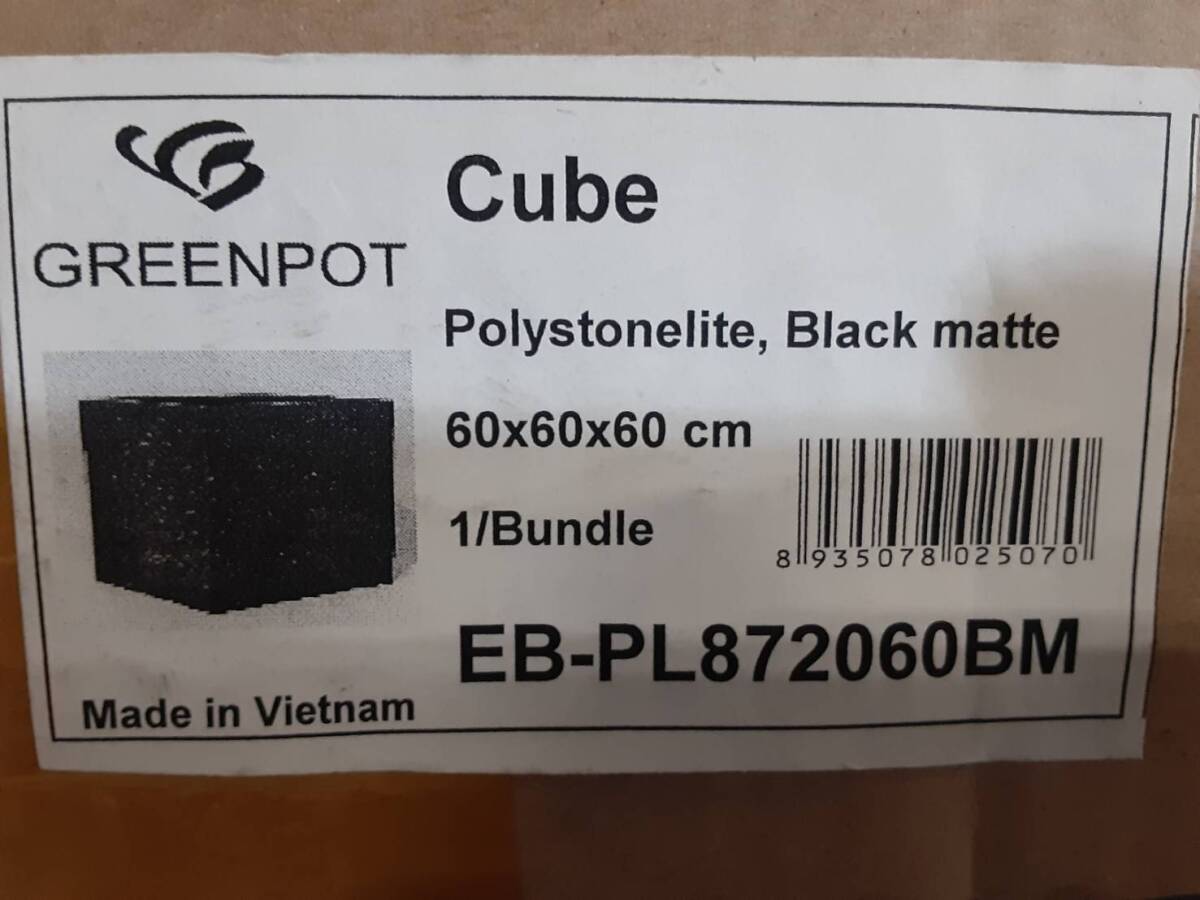 GREENPOT
Cube
Polystonelite, Black matte
60x60x60 cm
1/Bundle
8 935078 025070
EB-PL872060BM
Made in Vietnam